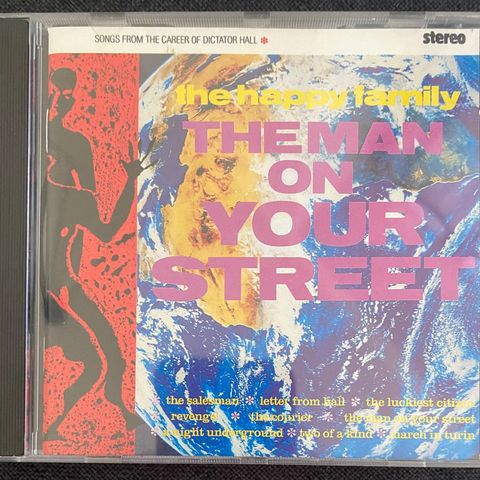 SONGS FROM THE CAREER OF DICTATOR HALL *
stereo
the happy family
THE MAN
ON
YOUR
STREET
the salesman * letter from hall * the luckiest citizen
revenge! * the courier * the man on your street
a night underground * two of a kind * march in turin